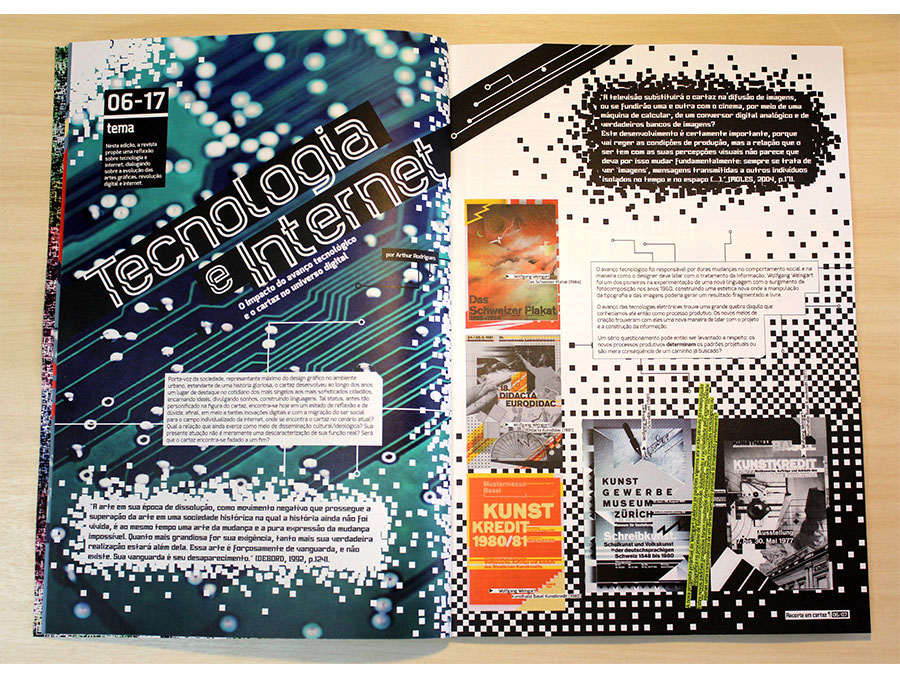 06-17
tema
Nesta edição, a revista
propõe uma reflexão
sobre tecnologia e
internet, dialogando
sobre a evolução das
artes gráficas, revolução
digital e internet.
Tecnologia
e Internet
O impacto do avanço tecnológico
e o cartaz no universo digital
por Arthur Rodrigues
Porta-voz da sociedade, representante máximo do design gráfico no ambiente
urbano, estandarte de uma história gloriosa, o cartaz desenvolveu ao longo dos anos
um lugar de destaque no cotidiano dos mais singelos aos mais sofisticados cidadãos,
encarnando ideais, divulgando sonhos, construindo linguagens. Tal status, antes tão
personificado na figura do cartaz, encontra-se hoje em um estado de reflexão e da
dúvida: afinal, em meio a tantas inovações digitais e com a migração do ser social
para o campo individualizado da internet, onde se encontra o cartaz no cenário atual?
Qual a relação que ainda exerce como meio de disseminação cultural/ideológica? Sua
presente atuação não é meramente uma descaracterização de sua função real? Será
que o cartaz encontra-se fadado a um fim?
"A arte em sua época de dissolução, como movimento negativo que prossegue a
superação da arte em uma sociedade histórica na qual a história ainda não foi
vivida, é ao mesmo tempo uma arte da mudança e a pura expressão da mudança
impossível. Quanto mais grandiosa for sua exigência, tanto mais sua verdadeira
realização estará além dela. Essa arte é forçosamente de vanguarda, e não
existe. Sua vanguarda é seu desaparecimento." (DEBORD, 1992, p.124).
"A televisão substituirá o cartaz na difusão de imagens,
ou se fundirão uma e outra com o cinema, por meio de uma
máquina de calcular, de um conversor digital analógico e de
verdadeiros bancos de imagens?
Este desenvolvimento é certamente importante, porque
vai reger as condições de produção, mas a relação que o
ser tem com as suas percepções visuais não parece que
deva por isso mudar fundamentalmente: sempre se trata de
ver 'imagens', mensagens transmitidas a outros indivíduos
isolados no tempo e no espaço (...)." (MOLES, 2004, p.17).
O avanço tecnológico foi responsável por duras mudanças no comportamento social e na
maneira como o designer deve lidar com o tratamento da informação. Wolfgang Weingart
foi um dos pioneiros na experimentação de uma nova linguagem com o surgimento da
fotocomposição nos anos 1960, construindo uma estética nova onde a manipulação
da tipografia e das imagens poderia gerar um resultado fragmentado e livre.
O avanço das tecnologias eletrônicas trouxe uma grande quebra daquilo que
conhecíamos até então como processo produtivo. Os novos meios de
criação trouxeram com eles uma nova maneira de lidar com o projeto
e a construção da informação.
Um sério questionamento pode então ser levantado a respeito: os
novos processos produtivos determinam os padrões projetuais ou
são mera consequência de um caminho já buscado?
Wolfgang Weingart
Das Schweizer Plakat (1984)
Das
Schweizer Plakat
18.
DIDACTA
EURODIDAC
Wolfgang Weingart
Didacta Eurodidac (1981)
Mustermesse
Basel
KUNST
KREDIT
1980/81
Wolfgang Weingart
Kunsthalle Basel Kunstkredit (1980)
KUNST
GEWERBE
MUSEUM
ZÜRICH
Schreibkunst
Schulkunst und Volkskunst
in der deutschsprachigen
Schweiz 1548 bis 1980
KUNSTHALLE
BASEL
KUNSTKREDIT
Ausstellung
bis 30. Mai 1977
Recorte em cartaz
06/07